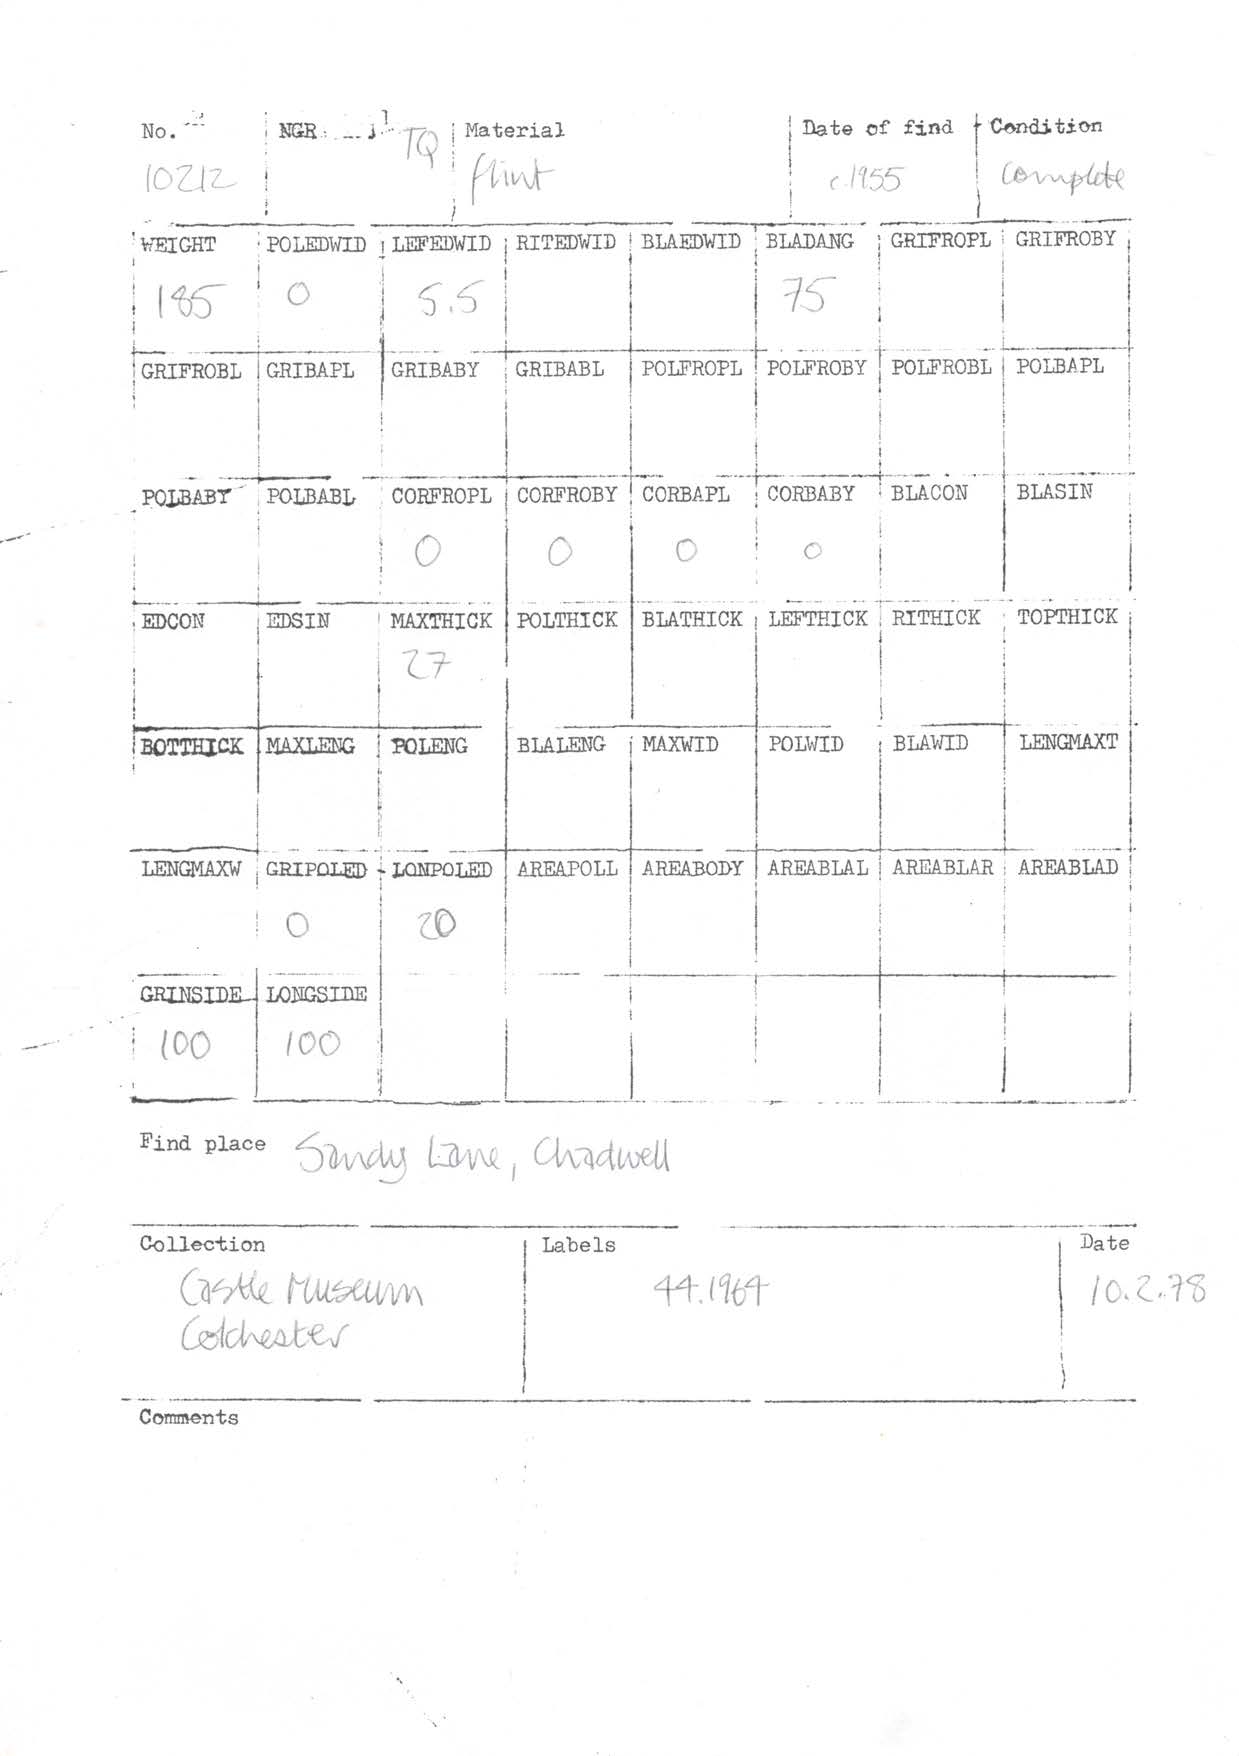 No. NGR TQ Material Date of find Condition
10212 flint c.1955 complete
WEIGHT POLEDWID LEFEDWID RITEDWID BLAEDWID BLADANG GRIFROPL GRIFROBY
185 0 5.5 75
GRIFROBL GRIBAPL GRIBABY GRIBABL POLFROPL POLFROBY POLFROBL POLBAPL
POLBABY POLBABL CORFROPL CORFROBY CORBAPL CORBABY BLACON BLASIN
0 0 0 0
EDCON EDSIN MAXTHICK POLTHICK BLATHICK LEFTHICK RITHICK TOPTHICK
27
BOTTHICK MAXLENG POLENG BLALENG MAXWID POLWID BLAWID LENGMAXT
LENGMAXW GRIPOLED LONPOLED AREAPOLL AREABODY AREABLAL AREABLAR AREABLAD
0 20
GRINSIDE LONGSIDE
100 100
Find place Sandy Lane, Chadwell
Collection Labels Date
Castle Museum 44.1964 10.2.78
Colchester
Comments